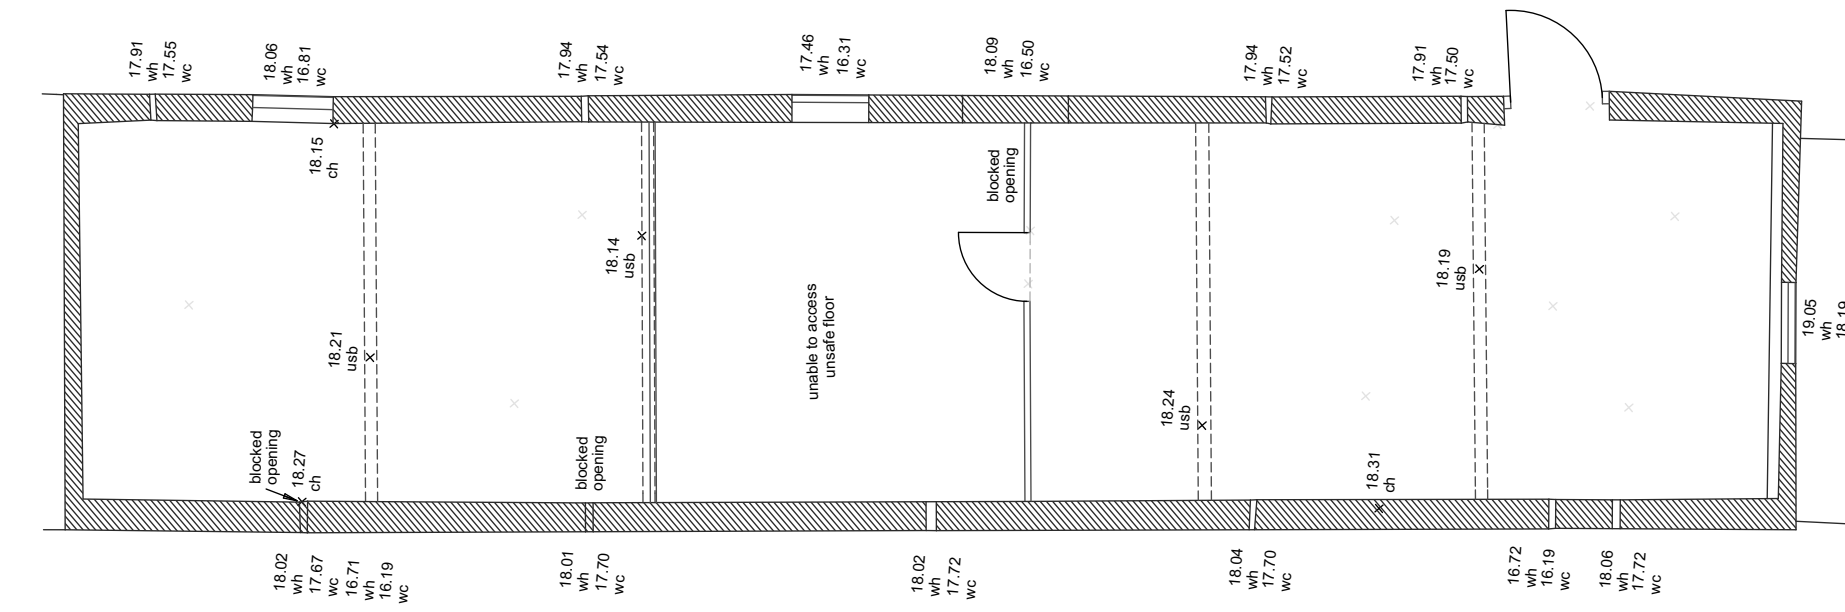 17.91
wh
17.55
wc
18.06
wh
16.81
wc
17.94
wh
17.54
wc
17.46
wh
16.31
wc
18.09
wh
16.50
wc
17.94
wh
17.52
wc
17.91
wh
17.50
wc
18.15
ch
18.21
usb
18.14
usb
unable to access
unsafe floor
blocked
opening
18.24
usb
18.19
usb
19.05
wh
18.19
blocked
opening
18.27
ch
blocked
opening
18.31
ch
18.02
wh
17.67
wc
16.71
wh
16.19
wc
18.01
wh
17.70
wc
18.02
wh
17.72
wc
18.04
wh
17.70
wc
16.72
wh
16.19
wc
18.06
wh
17.72
wc